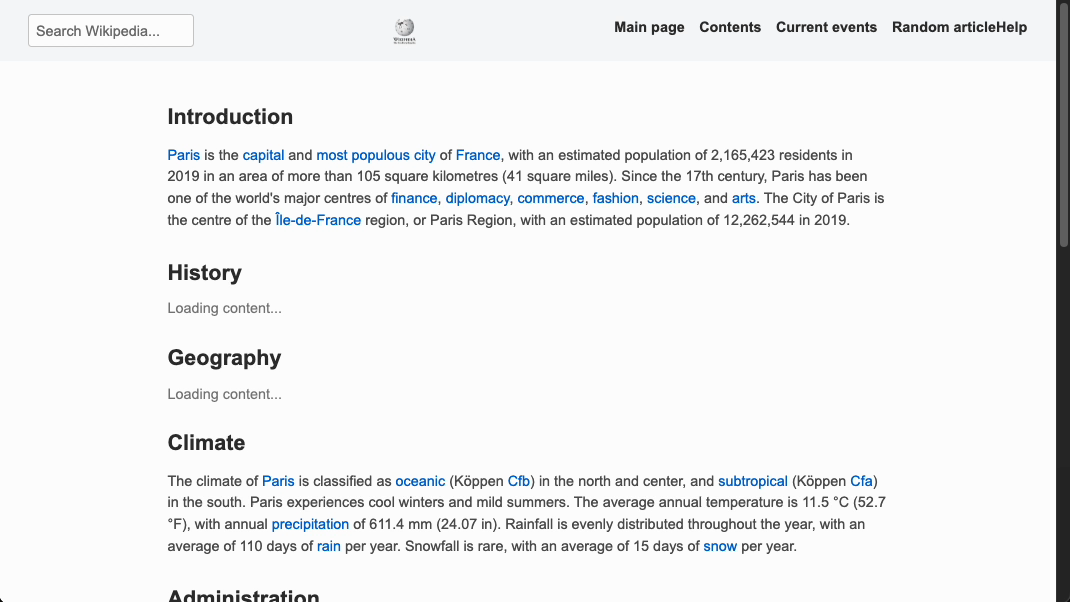 Search Wikipedia...
WIKIPEDIA
Main page Contents Current events Random articleHelp
Introduction
Paris is the capital and most populous city of France, with an estimated population of 2,165,423 residents in
2019 in an area of more than 105 square kilometres (41 square miles). Since the 17th century, Paris has been
one of the world's major centres of finance, diplomacy, commerce, fashion, science, and arts. The City of Paris is
the centre of the Île-de-France region, or Paris Region, with an estimated population of 12,262,544 in 2019.
History
Loading content...
Geography
Loading content...
Climate
The climate of Paris is classified as oceanic (Köppen Cfb) in the north and center, and subtropical (Köppen Cfa)
in the south. Paris experiences cool winters and mild summers. The average annual temperature is 11.5 °C (52.7
°F), with annual precipitation of 611.4 mm (24.07 in). Rainfall is evenly distributed throughout the year, with an
average of 110 days of rain per year. Snowfall is rare, with an average of 15 days of snow per year.
Administration